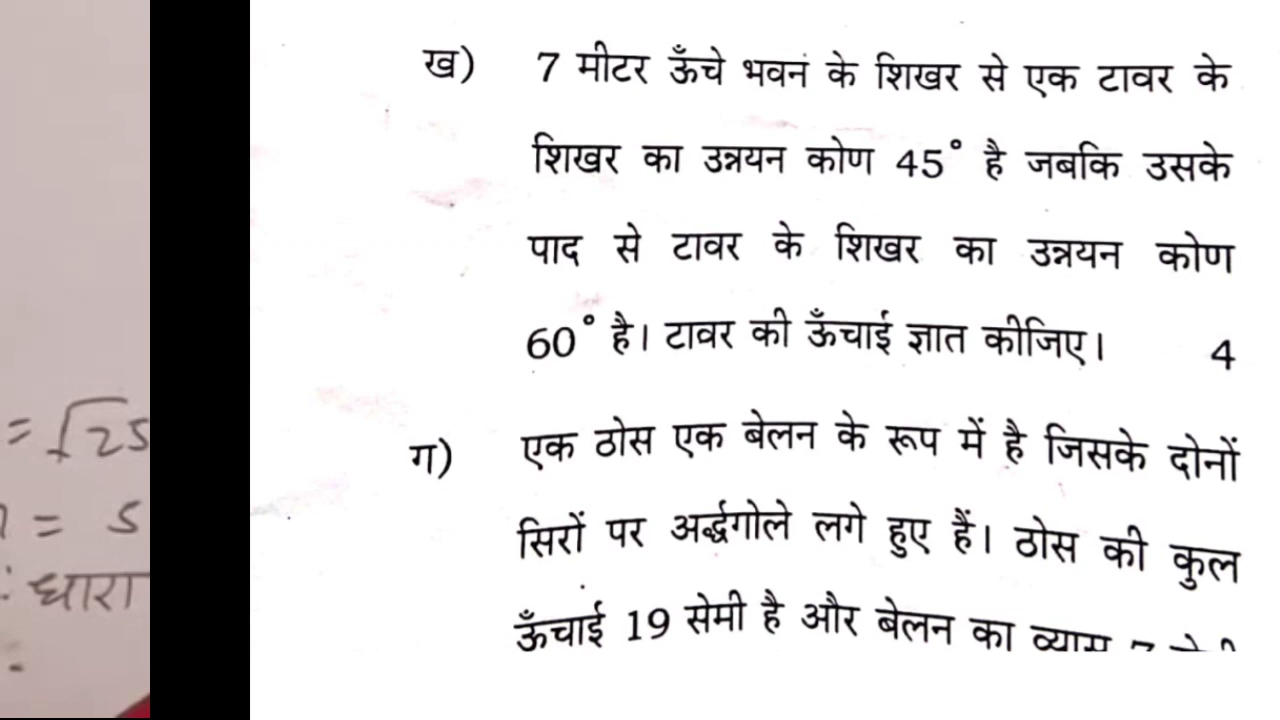 = √25
= 5
धारा
ख) 7 मीटर ऊँचे भवन के शिखर से एक टावर के
शिखर का उन्नयन कोण 45° है जबकि उसके
पाद से टावर के शिखर का उन्नयन कोण
60° है। टावर की ऊँचाई ज्ञात कीजिए। 4
ग) एक ठोस एक बेलन के रूप में है जिसके दोनों
सिरों पर अर्द्धगोले लगे हुए हैं। ठोस की कुल
ऊँचाई 19 सेमी है और बेलन का व्यास